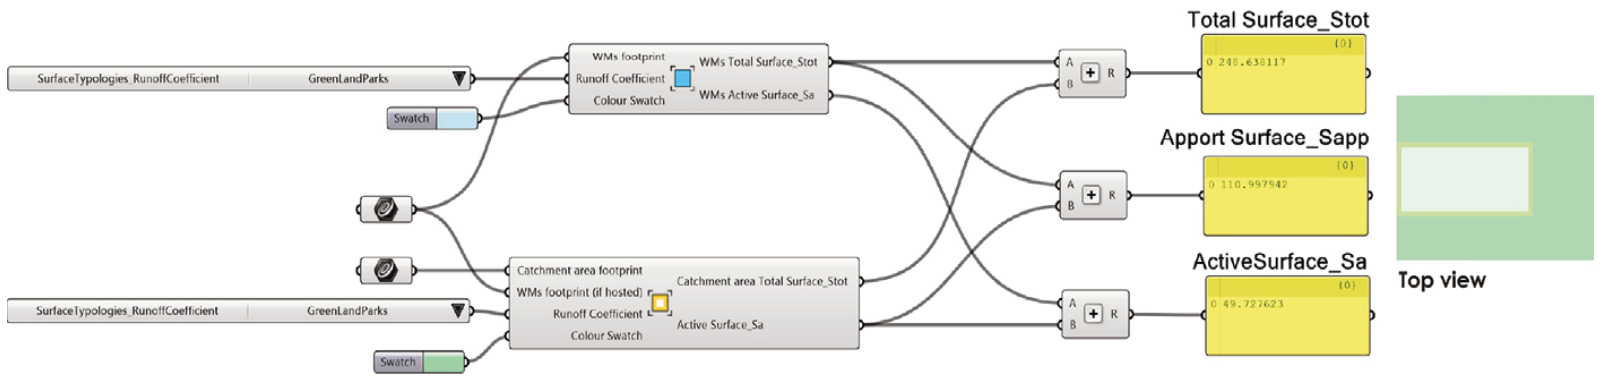 Total Surface_Stot
{0}
0 248.638117
WMs footprint
Runoff Coefficient
Colour Swatch
WMs Total Surface_Stot
WMs Active Surface_Sa
SurfaceTypologies_RunoffCoefficient GreenLandParks
Swatch
A
B
R
Apport Surface_Sapp
{0}
0 110.997942
A
B
R
ActiveSurface_Sa
{0}
0 49.727623
Top view
Catchment area footprint
WMs footprint (if hosted)
Runoff Coefficient
Colour Swatch
Catchment area Total Surface_Stot
Active Surface_Sa
SurfaceTypologies_RunoffCoefficient GreenLandParks
Swatch
A
B
R